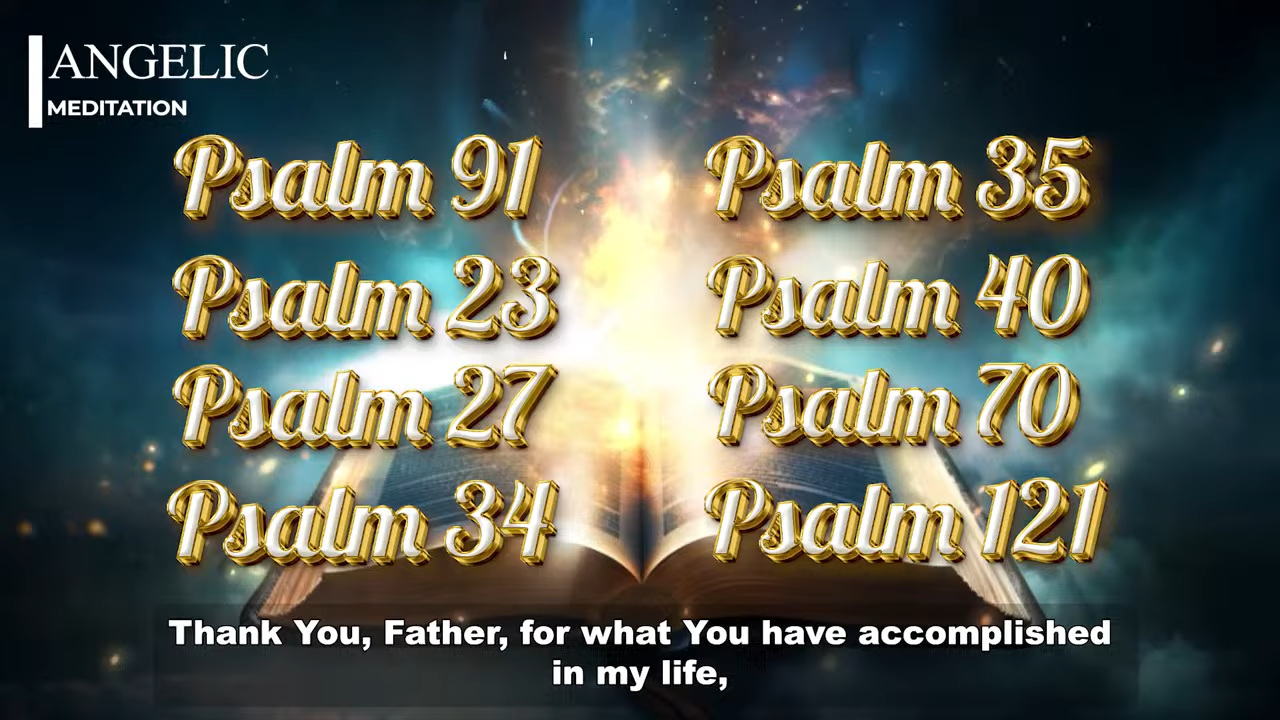 ANGELIC
MEDITATION
Psalm 91
Psalm 23
Psalm 27
Psalm 34
Psalm 35
Psalm 40
Psalm 70
Psalm 121
Thank You, Father, for what You have accomplished
in my life,